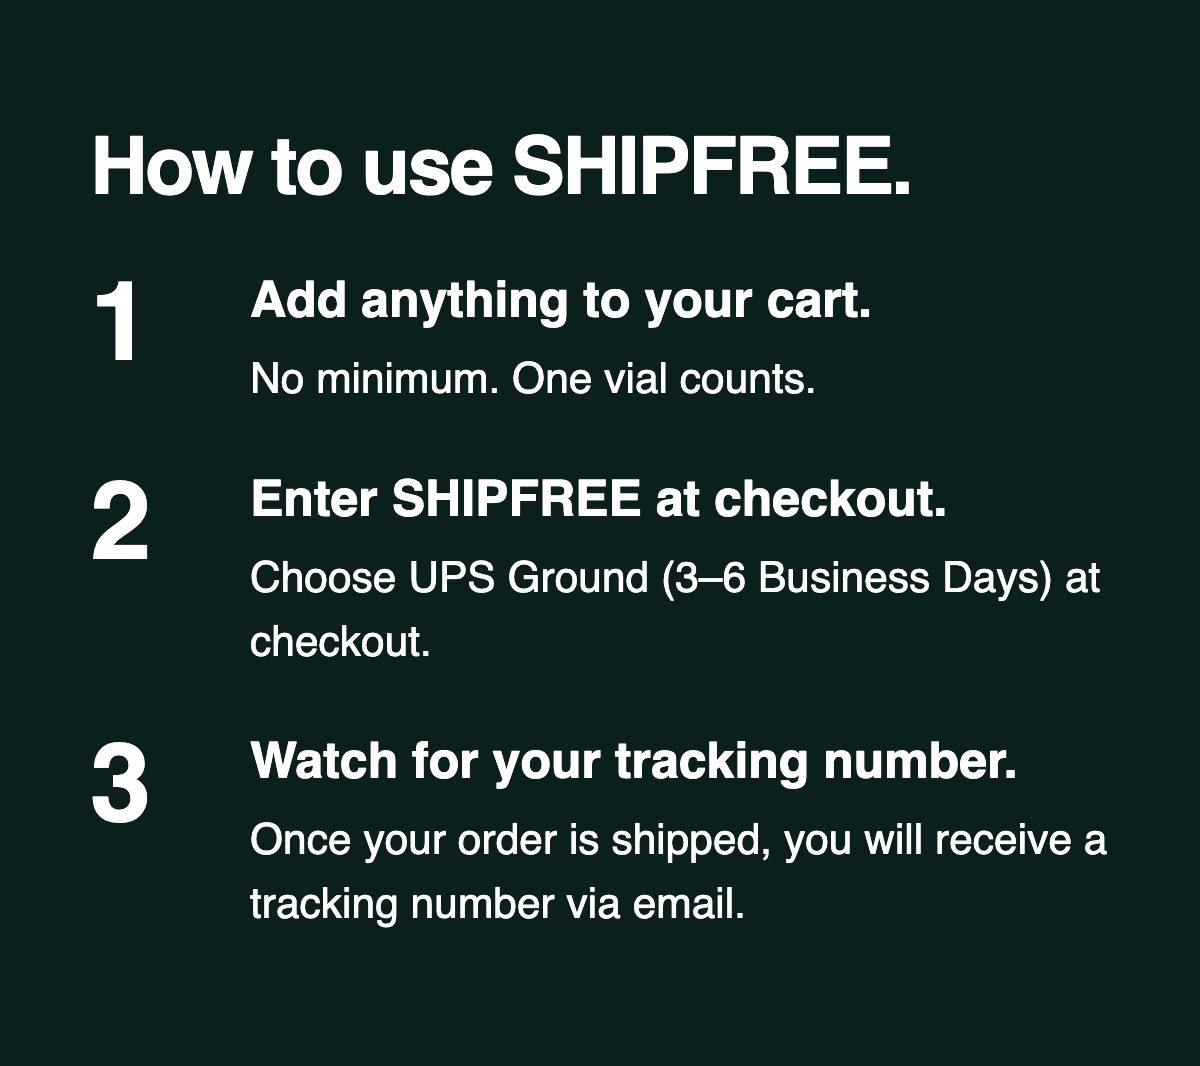 How to use SHIPFREE.
1
Add anything to your cart.
No minimum. One vial counts.
2
Enter SHIPFREE at checkout.
Choose UPS Ground (3–6 Business Days) at
checkout.
3
Watch for your tracking number.
Once your order is shipped, you will receive a
tracking number via email.